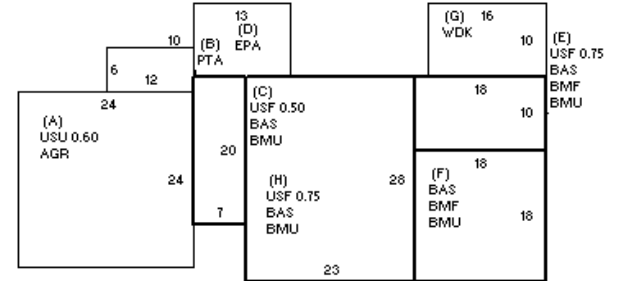 13
(D)
EPA
(G) 16
WDK
10
(E)
USF 0.75
BAS
BMF
BMU
10
(B)
PTA
6
12
24
(A)
USU 0.60
AGR
24
20
7
(C)
USF 0.50
BAS
BMU
(H)
USF 0.75
BAS
BMU
28
23
18
10
18
(F)
BAS
BMF
BMU
18